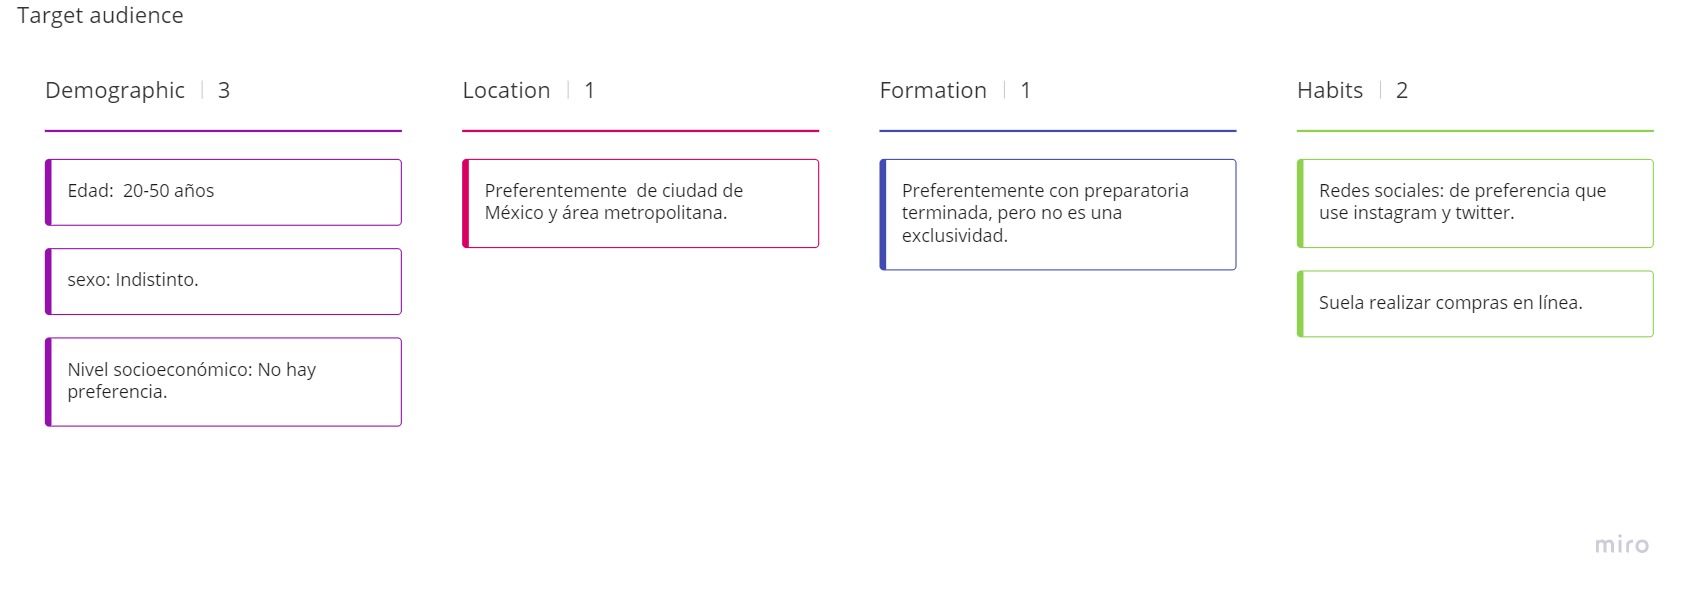 Target audience
Demographic 3
Edad: 20-50 años
sexo: Indistinto.
Nivel socioeconómico: No hay
preferencia.
Location 1
Preferentemente de ciudad de
México y área metropolitana.
Formation 1
Preferentemente con preparatoria
terminada, pero no es una
exclusividad.
Habits 2
Redes sociales: de preferencia que
use instagram y twitter.
Suela realizar compras en línea.
miro